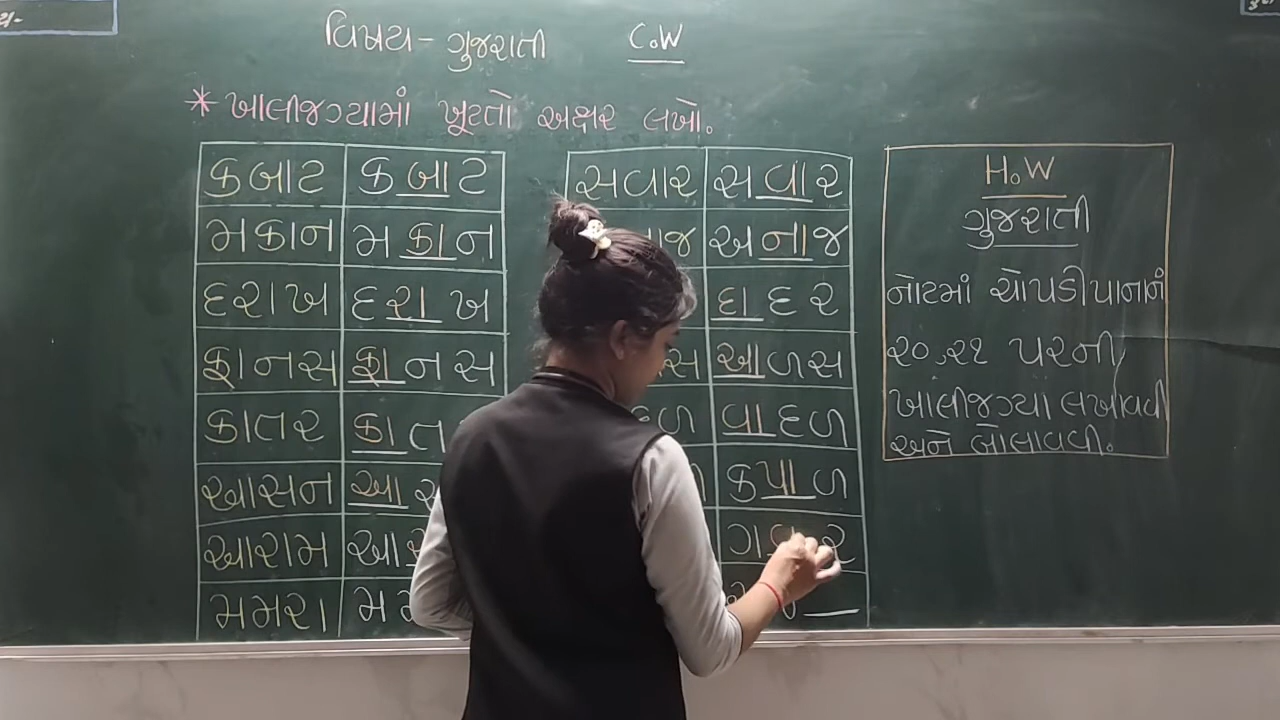 વિષય - ગુજરાતી C.W
* ખાલીજગ્યામાં ખૂટતો અક્ષર લખો.
કબાટ કબાટ
મકાન મકાન
દરાખ દરાખ
ફાનસ ફાનસ
કાતર કાત
આસન આ
આરામ આ
મમરા મ
સવાર સવાર
અનાજ
દાદર
આળસ
વાદળ
કપાળ
H.W
ગુજરાતી
નોટમાં ચોપડી પાનાનં
૨૦,૨૧ પરની
ખાલીજગ્યા લખાવવી
અને બોલાવવી.